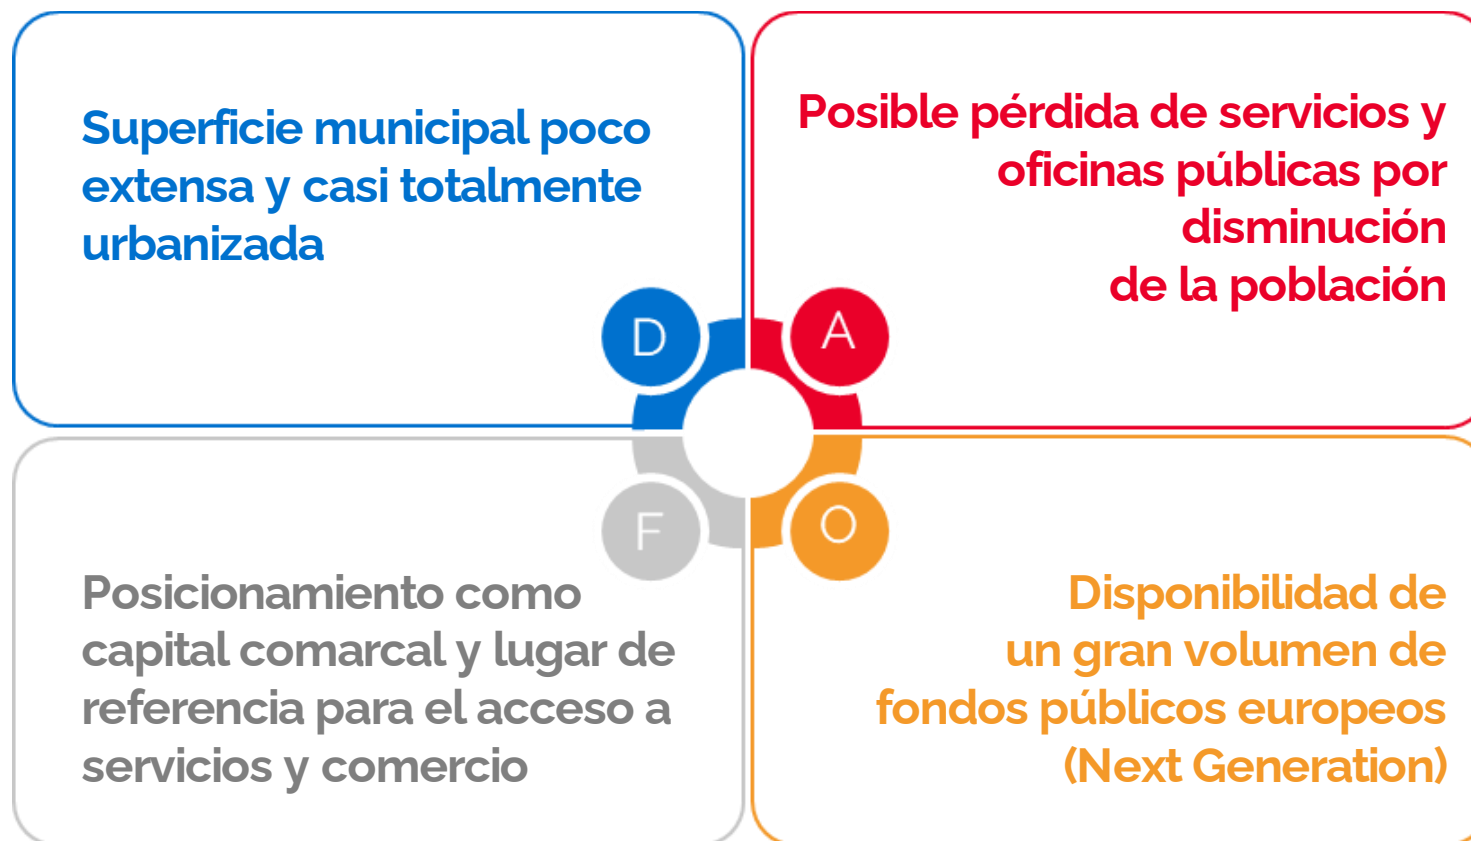 Superficie municipal poco
extensa y casi totalmente
urbanizada
D
Posible pérdida de servicios y
oficinas públicas por
disminución
de la población
A
F
Posicionamiento como
capital comarcal y lugar de
referencia para el acceso a
servicios y comercio
O
Disponibilidad de
un gran volumen de
fondos públicos europeos
(Next Generation)